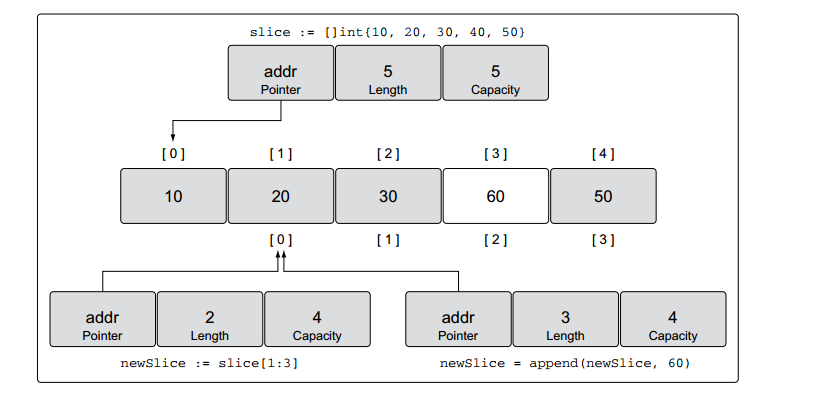 slice := []int{10, 20, 30, 40, 50}
addr 5 5
Pointer Length Capacity
[0] [1] [2] [3] [4]
10 20 30 60 50
[0] [1] [2] [3]
addr 2 4 addr 3 4
Pointer Length Capacity Pointer Length Capacity
newSlice := slice[1:3] newSlice = append(newSlice, 60)